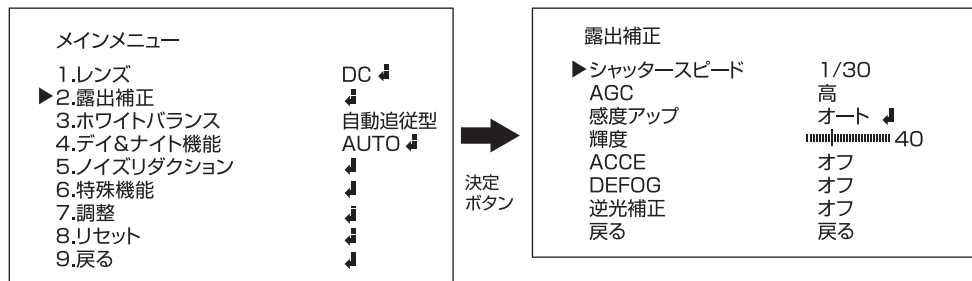 メインメニュー
1.レンズ DC ↲
▶2.露出補正 ↲
3.ホワイトバランス 自動追従型
4.デイ&ナイト機能 AUTO ↲
5.ノイズリダクション ↲
6.特殊機能 ↲
7.調整 ↲
8.リセット ↲
9.戻る ↲
決定
ボタン
露出補正
▶シャッタースピード 1/30
AGC 高
感度アップ オート ↲
輝度 40
ACCE オフ
DEFOG オフ
逆光補正 オフ
戻る 戻る